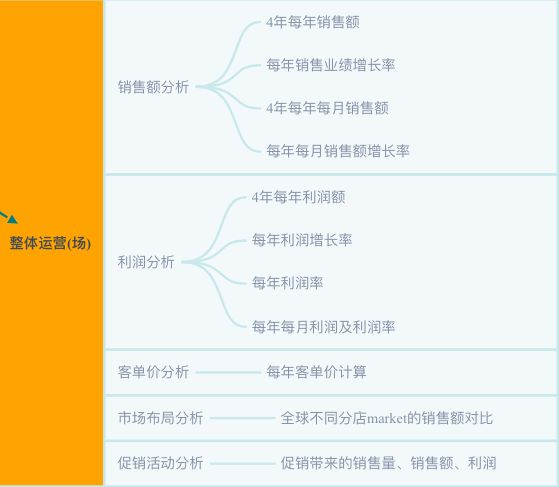 整体运营(场)
销售额分析
4年每年销售额
每年销售业绩增长率
4年每年每月销售额
每年每月销售额增长率
利润分析
4年每年利润额
每年利润增长率
每年利润率
每年每月利润及利润率
客单价分析
每年客单价计算
市场布局分析
全球不同分店market的销售额对比
促销活动分析
促销带来的销售量、销售额、利润